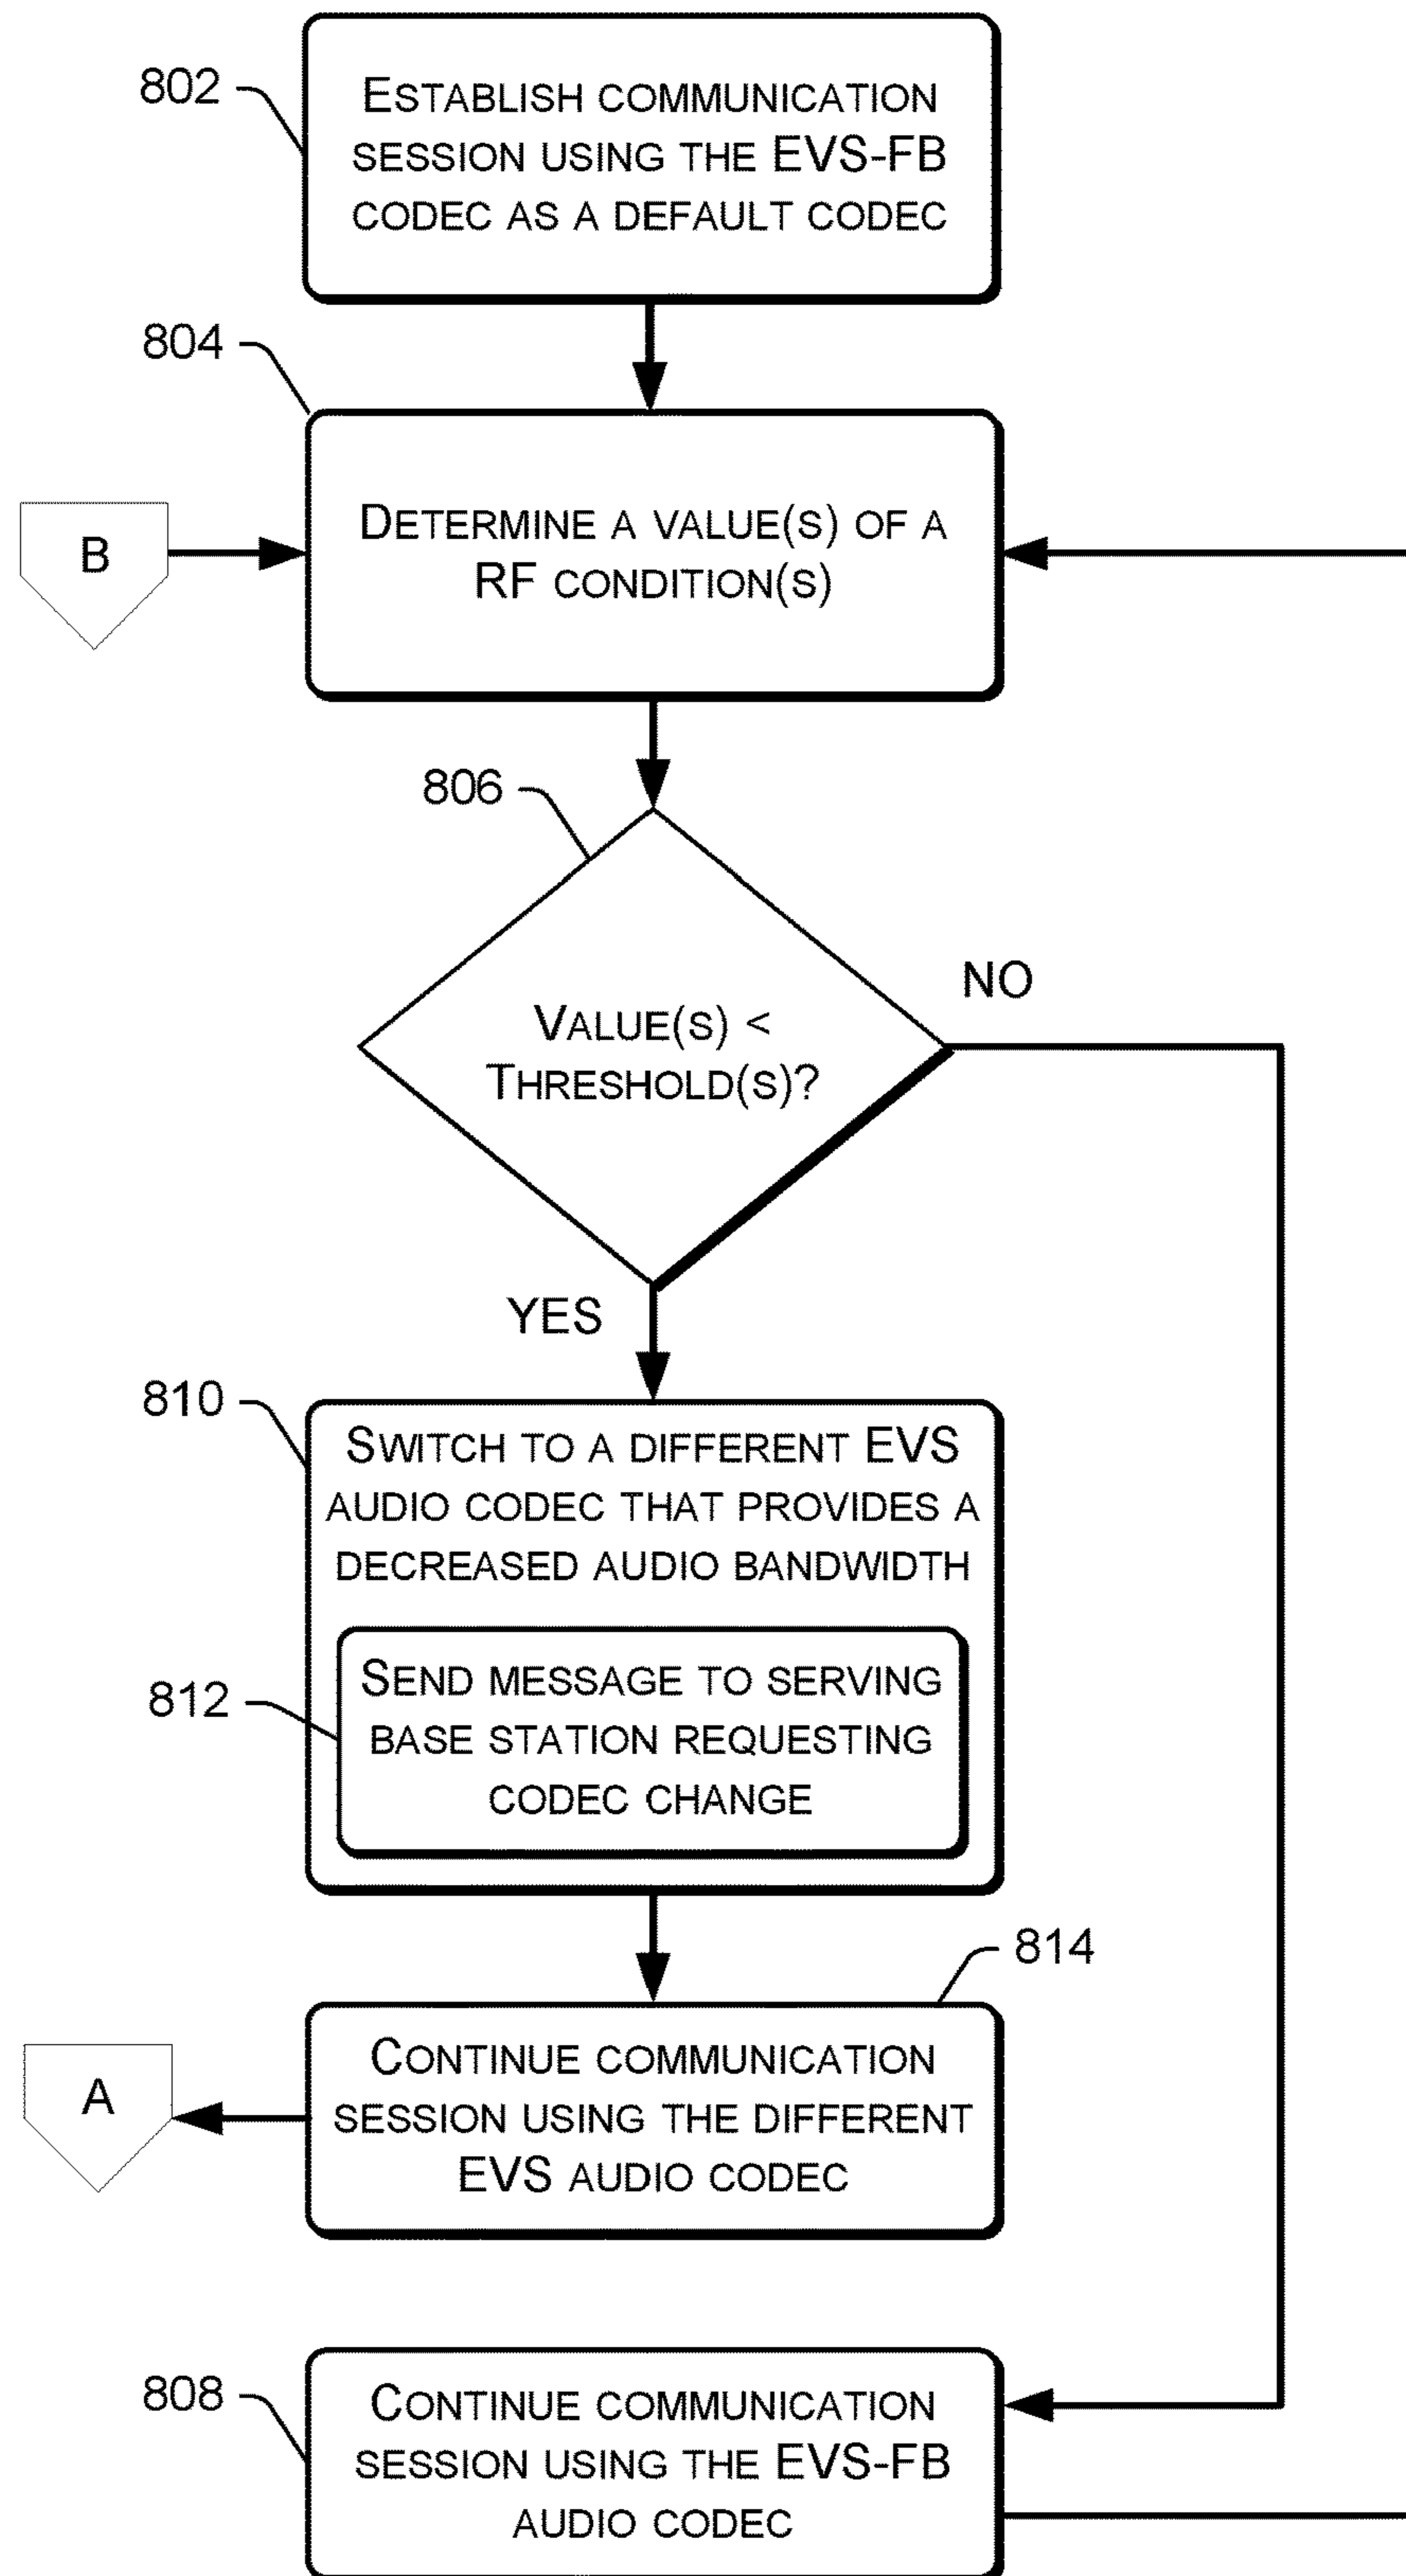 802
ESTABLISH COMMUNICATION
SESSION USING THE EVS-FB
CODEC AS A DEFAULT CODEC
804
B
DETERMINE A VALUE(S) OF A
RF CONDITION(S)
806
VALUE(S) <
THRESHOLD(S)?
NO
YES
810
SWITCH TO A DIFFERENT EVS
AUDIO CODEC THAT PROVIDES A
DECREASED AUDIO BANDWIDTH
812
SEND MESSAGE TO SERVING
BASE STATION REQUESTING
CODEC CHANGE
814
A
CONTINUE COMMUNICATION
SESSION USING THE DIFFERENT
EVS AUDIO CODEC
808
CONTINUE COMMUNICATION
SESSION USING THE EVS-FB
AUDIO CODEC